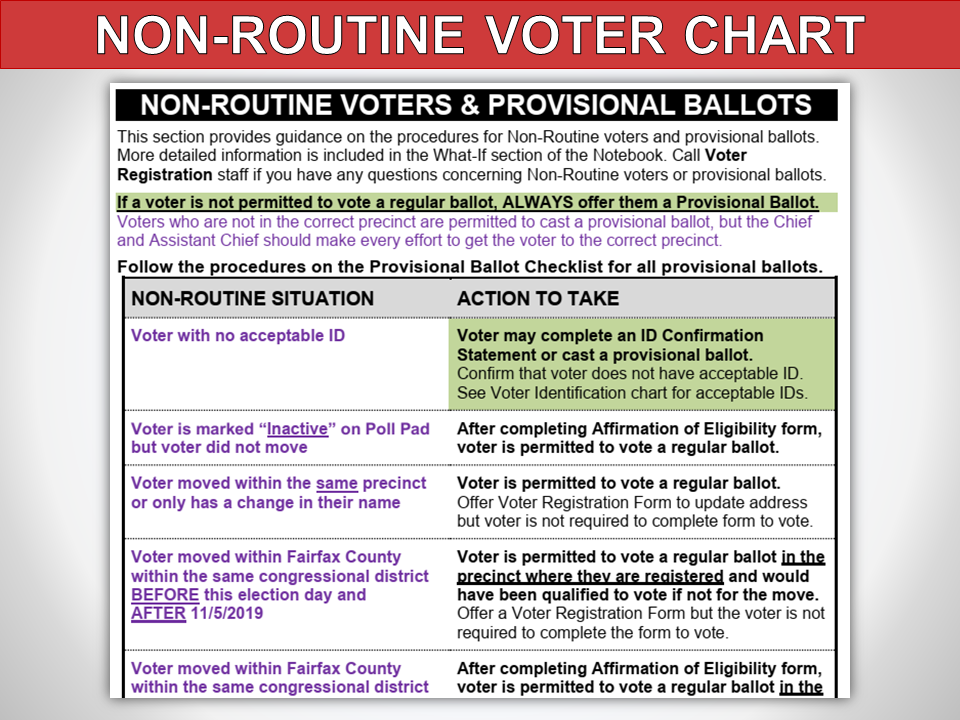 NON-ROUTINE VOTER CHART
NON-ROUTINE VOTERS & PROVISIONAL BALLOTS
This section provides guidance on the procedures for Non-Routine voters and provisional ballots.
More detailed information is included in the What-If section of the Notebook. Call Voter
Registration staff if you have any questions concerning Non-Routine voters or provisional ballots.
If a voter is not permitted to vote a regular ballot, ALWAYS offer them a Provisional Ballot.
Voters who are not in the correct precinct are permitted to cast a provisional ballot, but the Chief
and Assistant Chief should make every effort to get the voter to the correct precinct.
Follow the procedures on the Provisional Ballot Checklist for all provisional ballots.
NON-ROUTINE SITUATION
ACTION TO TAKE
Voter with no acceptable ID
Voter may complete an ID Confirmation
Statement or cast a provisional ballot.
Confirm that voter does not have acceptable ID.
See Voter Identification chart for acceptable IDs.
Voter is marked “Inactive” on Poll Pad
but voter did not move
After completing Affirmation of Eligibility form,
voter is permitted to vote a regular ballot.
Voter moved within the same precinct
or only has a change in their name
Voter is permitted to vote a regular ballot.
Offer Voter Registration Form to update address
but voter is not required to complete form to vote.
Voter moved within Fairfax County
within the same congressional district
BEFORE this election day and
AFTER 11/5/2019
Voter is permitted to vote a regular ballot in the
precinct where they are registered and would
have been qualified to vote if not for the move.
Offer a Voter Registration Form but the voter is not
required to complete the form to vote.
Voter moved within Fairfax County
within the same congressional district
After completing Affirmation of Eligibility form,
voter is permitted to vote a regular ballot in the